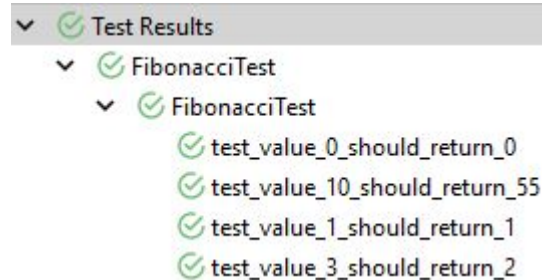 Test Results
FibonacciTest
FibonacciTest
test_value_0_should_return_0
test_value_10_should_return_55
test_value_1_should_return_1
test_value_3_should_return_2